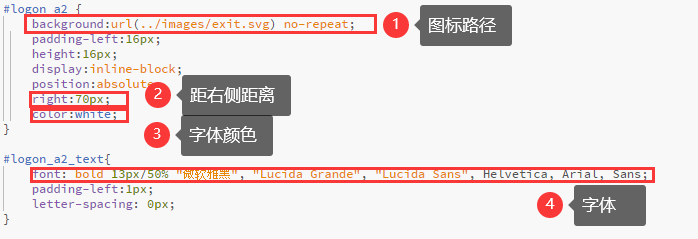 #logon_a2 {
background:url(../images/exit.svg) no-repeat;
1 图标路径
padding-left:16px;
height:16px;
display:inline-block;
position:absolute
right:70px;
2 距右侧距离
color:white;
3 字体颜色
}
#logon_a2_text{
font: bold 13px/50% "微软雅黑", "Lucida Grande", "Lucida Sans", Helvetica, Arial, Sans;
padding-left:1px;
4 字体
letter-spacing: 0px;
}